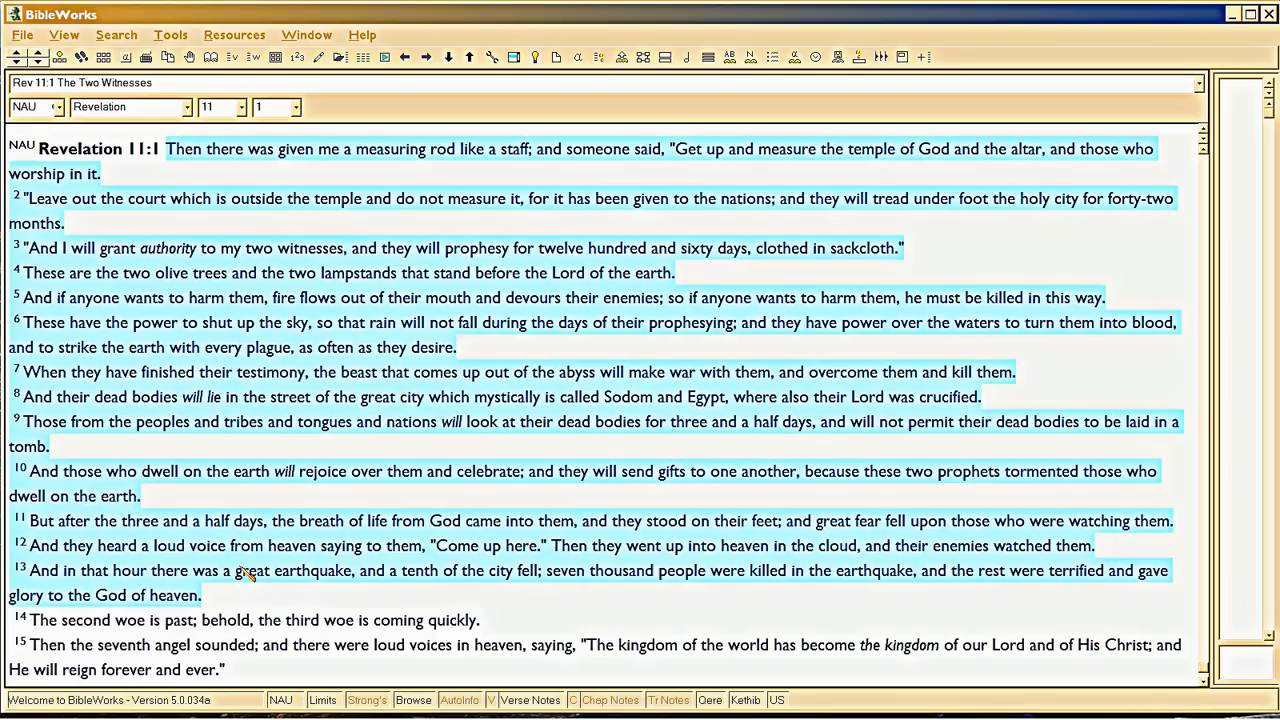 BibleWorks
File View Search Tools Resources Window Help
Rev 11:1 The Two Witnesses
NAU Revelation 11 1
NAU Revelation 11:1 Then there was given me a measuring rod like a staff; and someone said, "Get up and measure the temple of God and the altar, and those who
worship in it.
2 "Leave out the court which is outside the temple and do not measure it, for it has been given to the nations; and they will tread under foot the holy city for forty-two
months.
3 "And I will grant authority to my two witnesses, and they will prophesy for twelve hundred and sixty days, clothed in sackcloth."
4 These are the two olive trees and the two lampstands that stand before the Lord of the earth.
5 And if anyone wants to harm them, fire flows out of their mouth and devours their enemies; so if anyone wants to harm them, he must be killed in this way.
6 These have the power to shut up the sky, so that rain will not fall during the days of their prophesying; and they have power over the waters to turn them into blood,
and to strike the earth with every plague, as often as they desire.
7 When they have finished their testimony, the beast that comes up out of the abyss will make war with them, and overcome them and kill them.
8 And their dead bodies will lie in the street of the great city which mystically is called Sodom and Egypt, where also their Lord was crucified.
9 Those from the peoples and tribes and tongues and nations will look at their dead bodies for three and a half days, and will not permit their dead bodies to be laid in a
tomb.
10 And those who dwell on the earth will rejoice over them and celebrate; and they will send gifts to one another, because these two prophets tormented those who
dwell on the earth.
11 But after the three and a half days, the breath of life from God came into them, and they stood on their feet; and great fear fell upon those who were watching them.
12 And they heard a loud voice from heaven saying to them, "Come up here." Then they went up into heaven in the cloud, and their enemies watched them.
13 And in that hour there was a great earthquake, and a tenth of the city fell; seven thousand people were killed in the earthquake, and the rest were terrified and gave
glory to the God of heaven.
14 The second woe is past; behold, the third woe is coming quickly.
15 Then the seventh angel sounded; and there were loud voices in heaven, saying, "The kingdom of the world has become the kingdom of our Lord and of His Christ; and
He will reign forever and ever."
Welcome to BibleWorks - Version 5.0.034a NAU Limits Strong's Browse AutoInfo V Verse Notes C Chap Notes Tr Notes Qere Kethib US